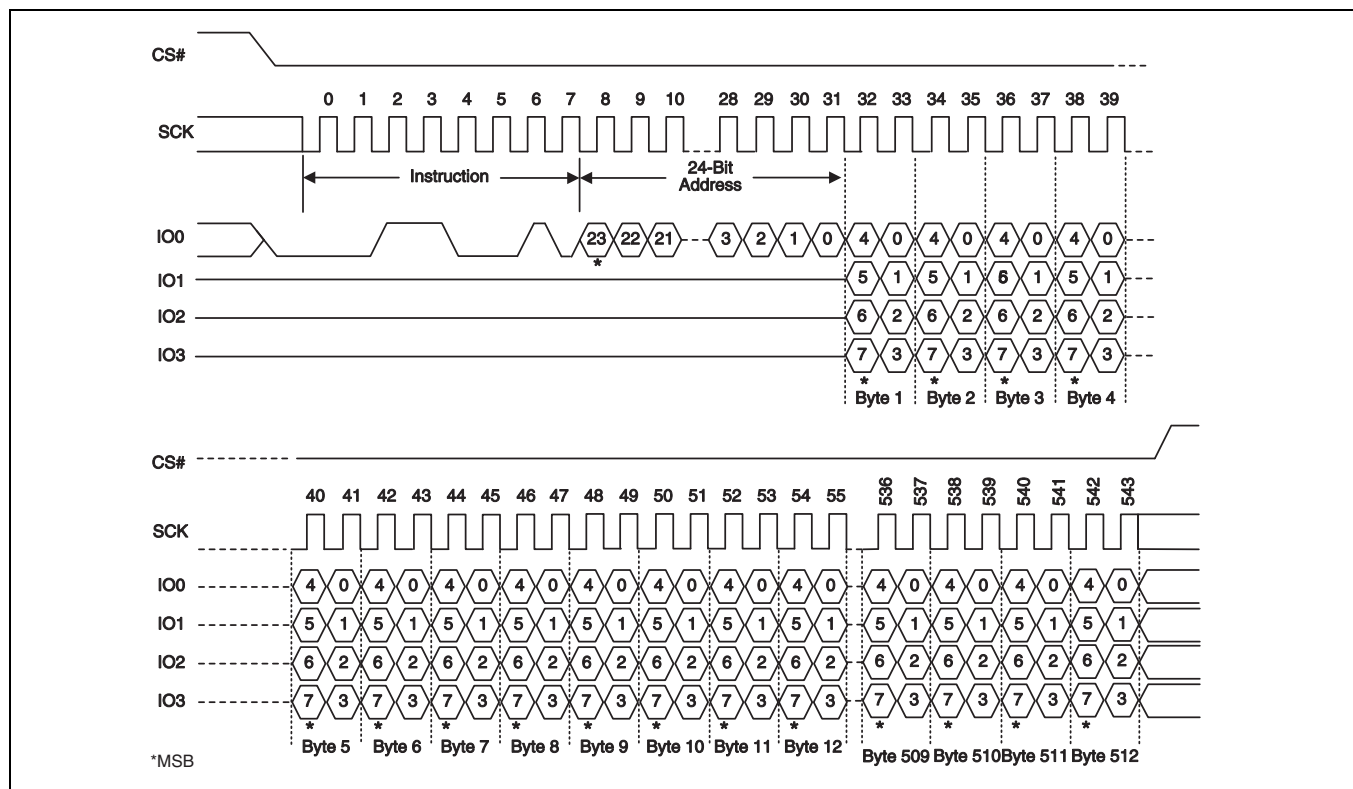 CS#
0 1 2 3 4 5 6 7 8 9 10 28 29 30 31 32 33 34 35 36 37 38 39
SCK
Instruction
24-Bit
Address
IO0 23 22 21 3 2 1 0 4 0 4 0 4 0 4 0
*
IO1 5 1 5 1 6 1 5 1
IO2 6 2 6 2 6 2 6 2
IO3 7 3 7 3 7 3 7 3
* * * *
Byte 1 Byte 2 Byte 3 Byte 4
CS#
40 41 42 43 44 45 46 47 48 49 50 51 52 53 54 55 536 537 538 539 540 541 542 543
SCK
IO0 4 0 4 0 4 0 4 0 4 0 4 0 4 0 4 0 4 0 4 0 4 0 4 0
IO1 5 1 5 1 5 1 5 1 5 1 5 1 5 1 5 1 5 1 5 1 5 1 5 1
IO2 6 2 6 2 6 2 6 2 6 2 6 2 6 2 6 2 6 2 6 2 6 2 6 2
IO3 7 3 7 3 7 3 7 3 7 3 7 3 7 3 7 3 7 3 7 3 7 3 7 3
* * * * * * * * * * * *
Byte 5 Byte 6 Byte 7 Byte 8 Byte 9 Byte 10 Byte 11 Byte 12 Byte 509 Byte 510 Byte 511 Byte 512
*MSB